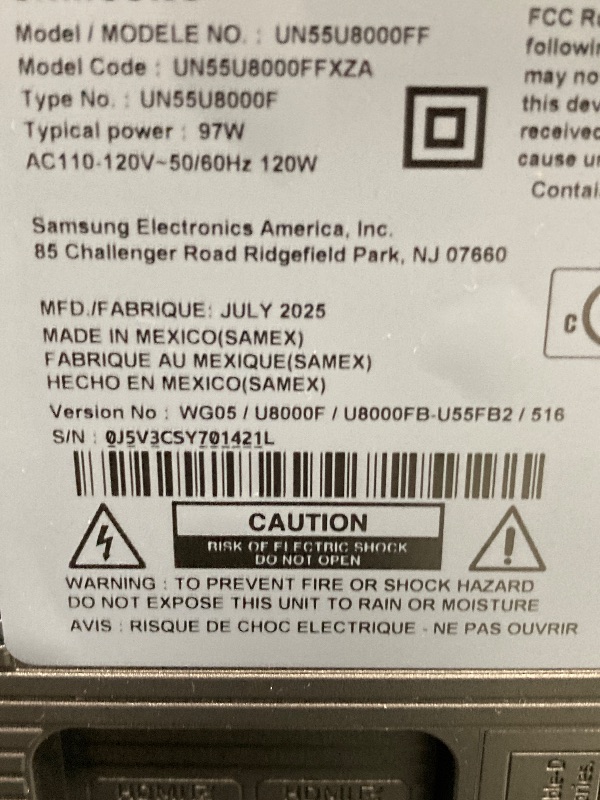 Model / MODELE NO. : UN55U8000FF
Model Code : UN55U8000FFXZA
Type No. : UN55U8000F
Typical power : 97W
AC110-120V~50/60Hz 120W
FCC
this
received
cause
Samsung Electronics America, Inc.
85 Challenger Road Ridgefield Park, NJ 07660
MFD./FABRIQUE: JULY 2025
MADE IN MEXICO(SAMEX)
FABRIQUE AU MEXIQUE(SAMEX)
HECHO EN MEXICO(SAMEX)
Version No : WG05 / U8000F / U8000FB-U55FB2 / 516
S/N : 0J5V3CSY701421L
CAUTION
RISK OF ELECTRIC SHOCK
DO NOT OPEN
WARNING : TO PREVENT FIRE OR SHOCK HAZARD
DO NOT EXPOSE THIS UNIT TO RAIN OR MOISTURE
AVIS : RISQUE DE CHOC ELECTRIQUE - NE PAS OUVRIR